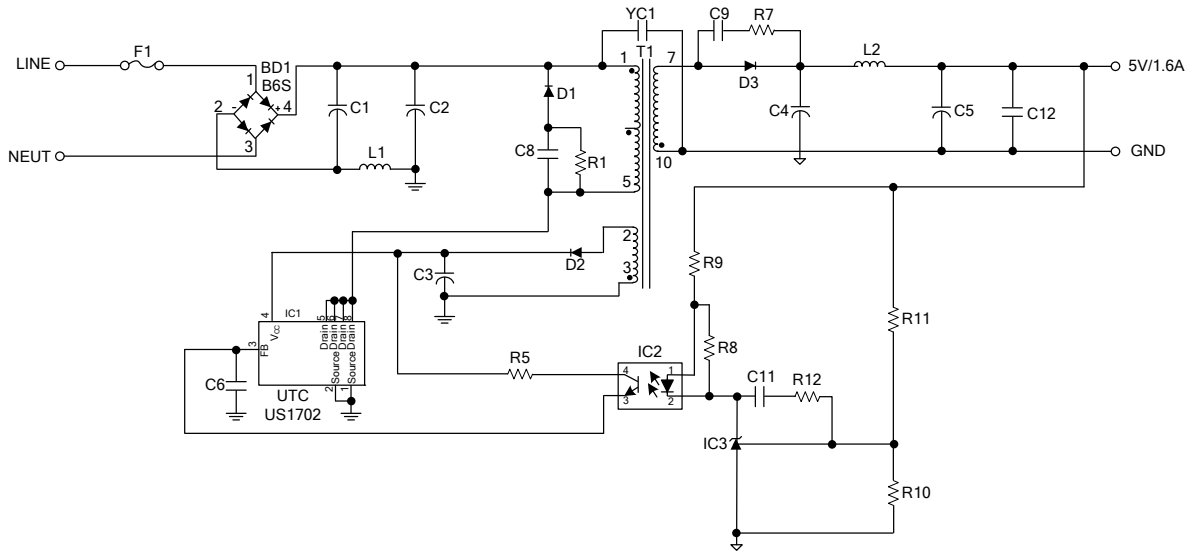 YC1
C9
R7
F1
T1
LINE
1
7
L2
5V/1.6A
BD1
B6S
1
D3
D1
2
-
+
4
C1
C2
C4
C5
C12
3
C8
R1
L1
NEUT
10
GND
5
2
D2
R9
C3
3
IC1
4
5
6
7
8
R11
VCC
Drain
Drain
Drain
Drain
R8
3
FB
R5
IC2
4
1
C6
Source
Source
C11
R12
2
1
3
2
UTC
US1702
IC3
R10